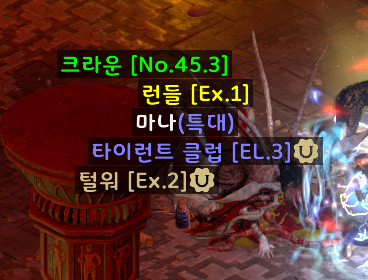 크라운 [No.45.3]
런들 [Ex.1]
마나(특대)
타이런트 클럽 [EL.3]
털워 [Ex.2]